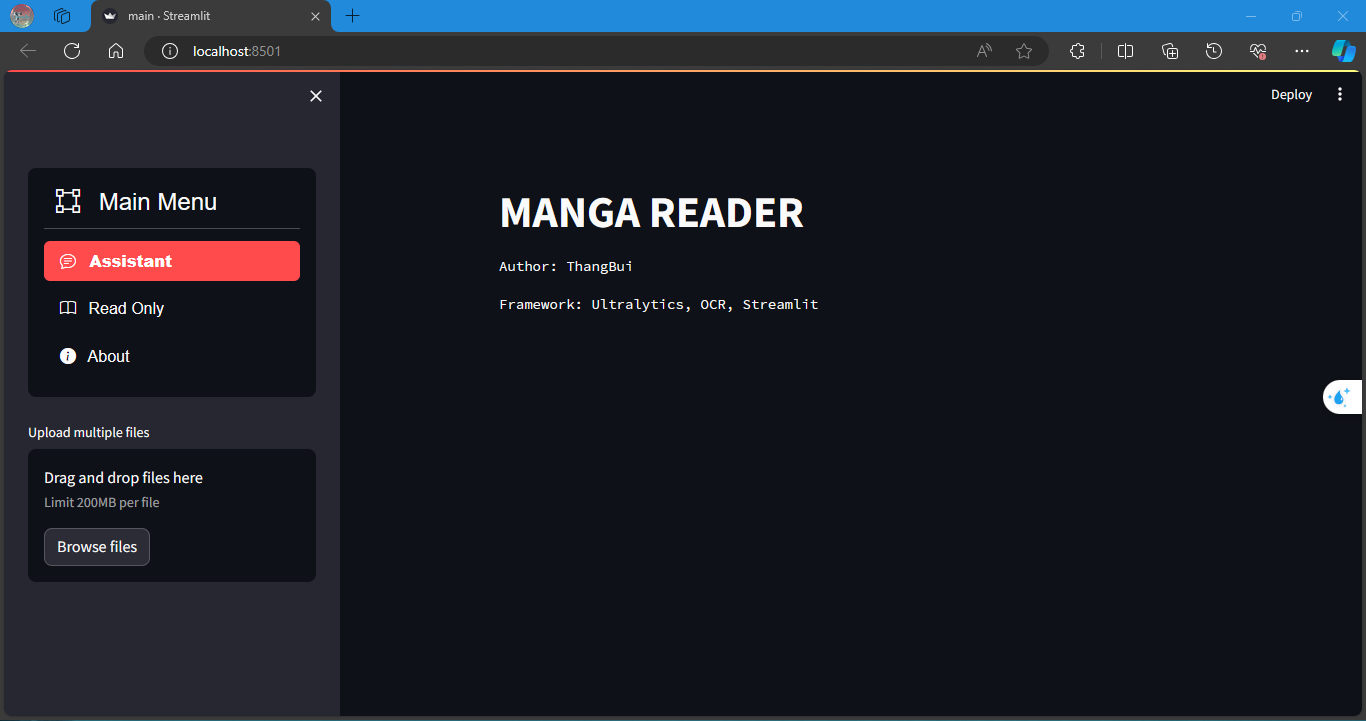 main · Streamlit
localhost:8501
Deploy
Main Menu
Assistant
Read Only
About
Upload multiple files
Drag and drop files here
Limit 200MB per file
Browse files
MANGA READER
Author: ThangBui
Framework: Ultralytics, OCR, Streamlit